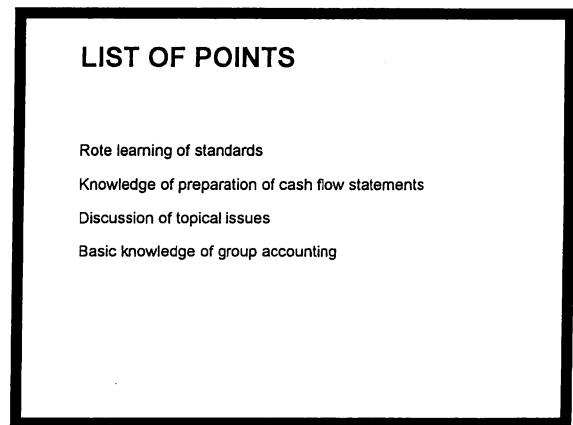 LIST OF POINTS
Rote learning of standards
Knowledge of preparation of cash flow statements
Discussion of topical issues
Basic knowledge of group accounting